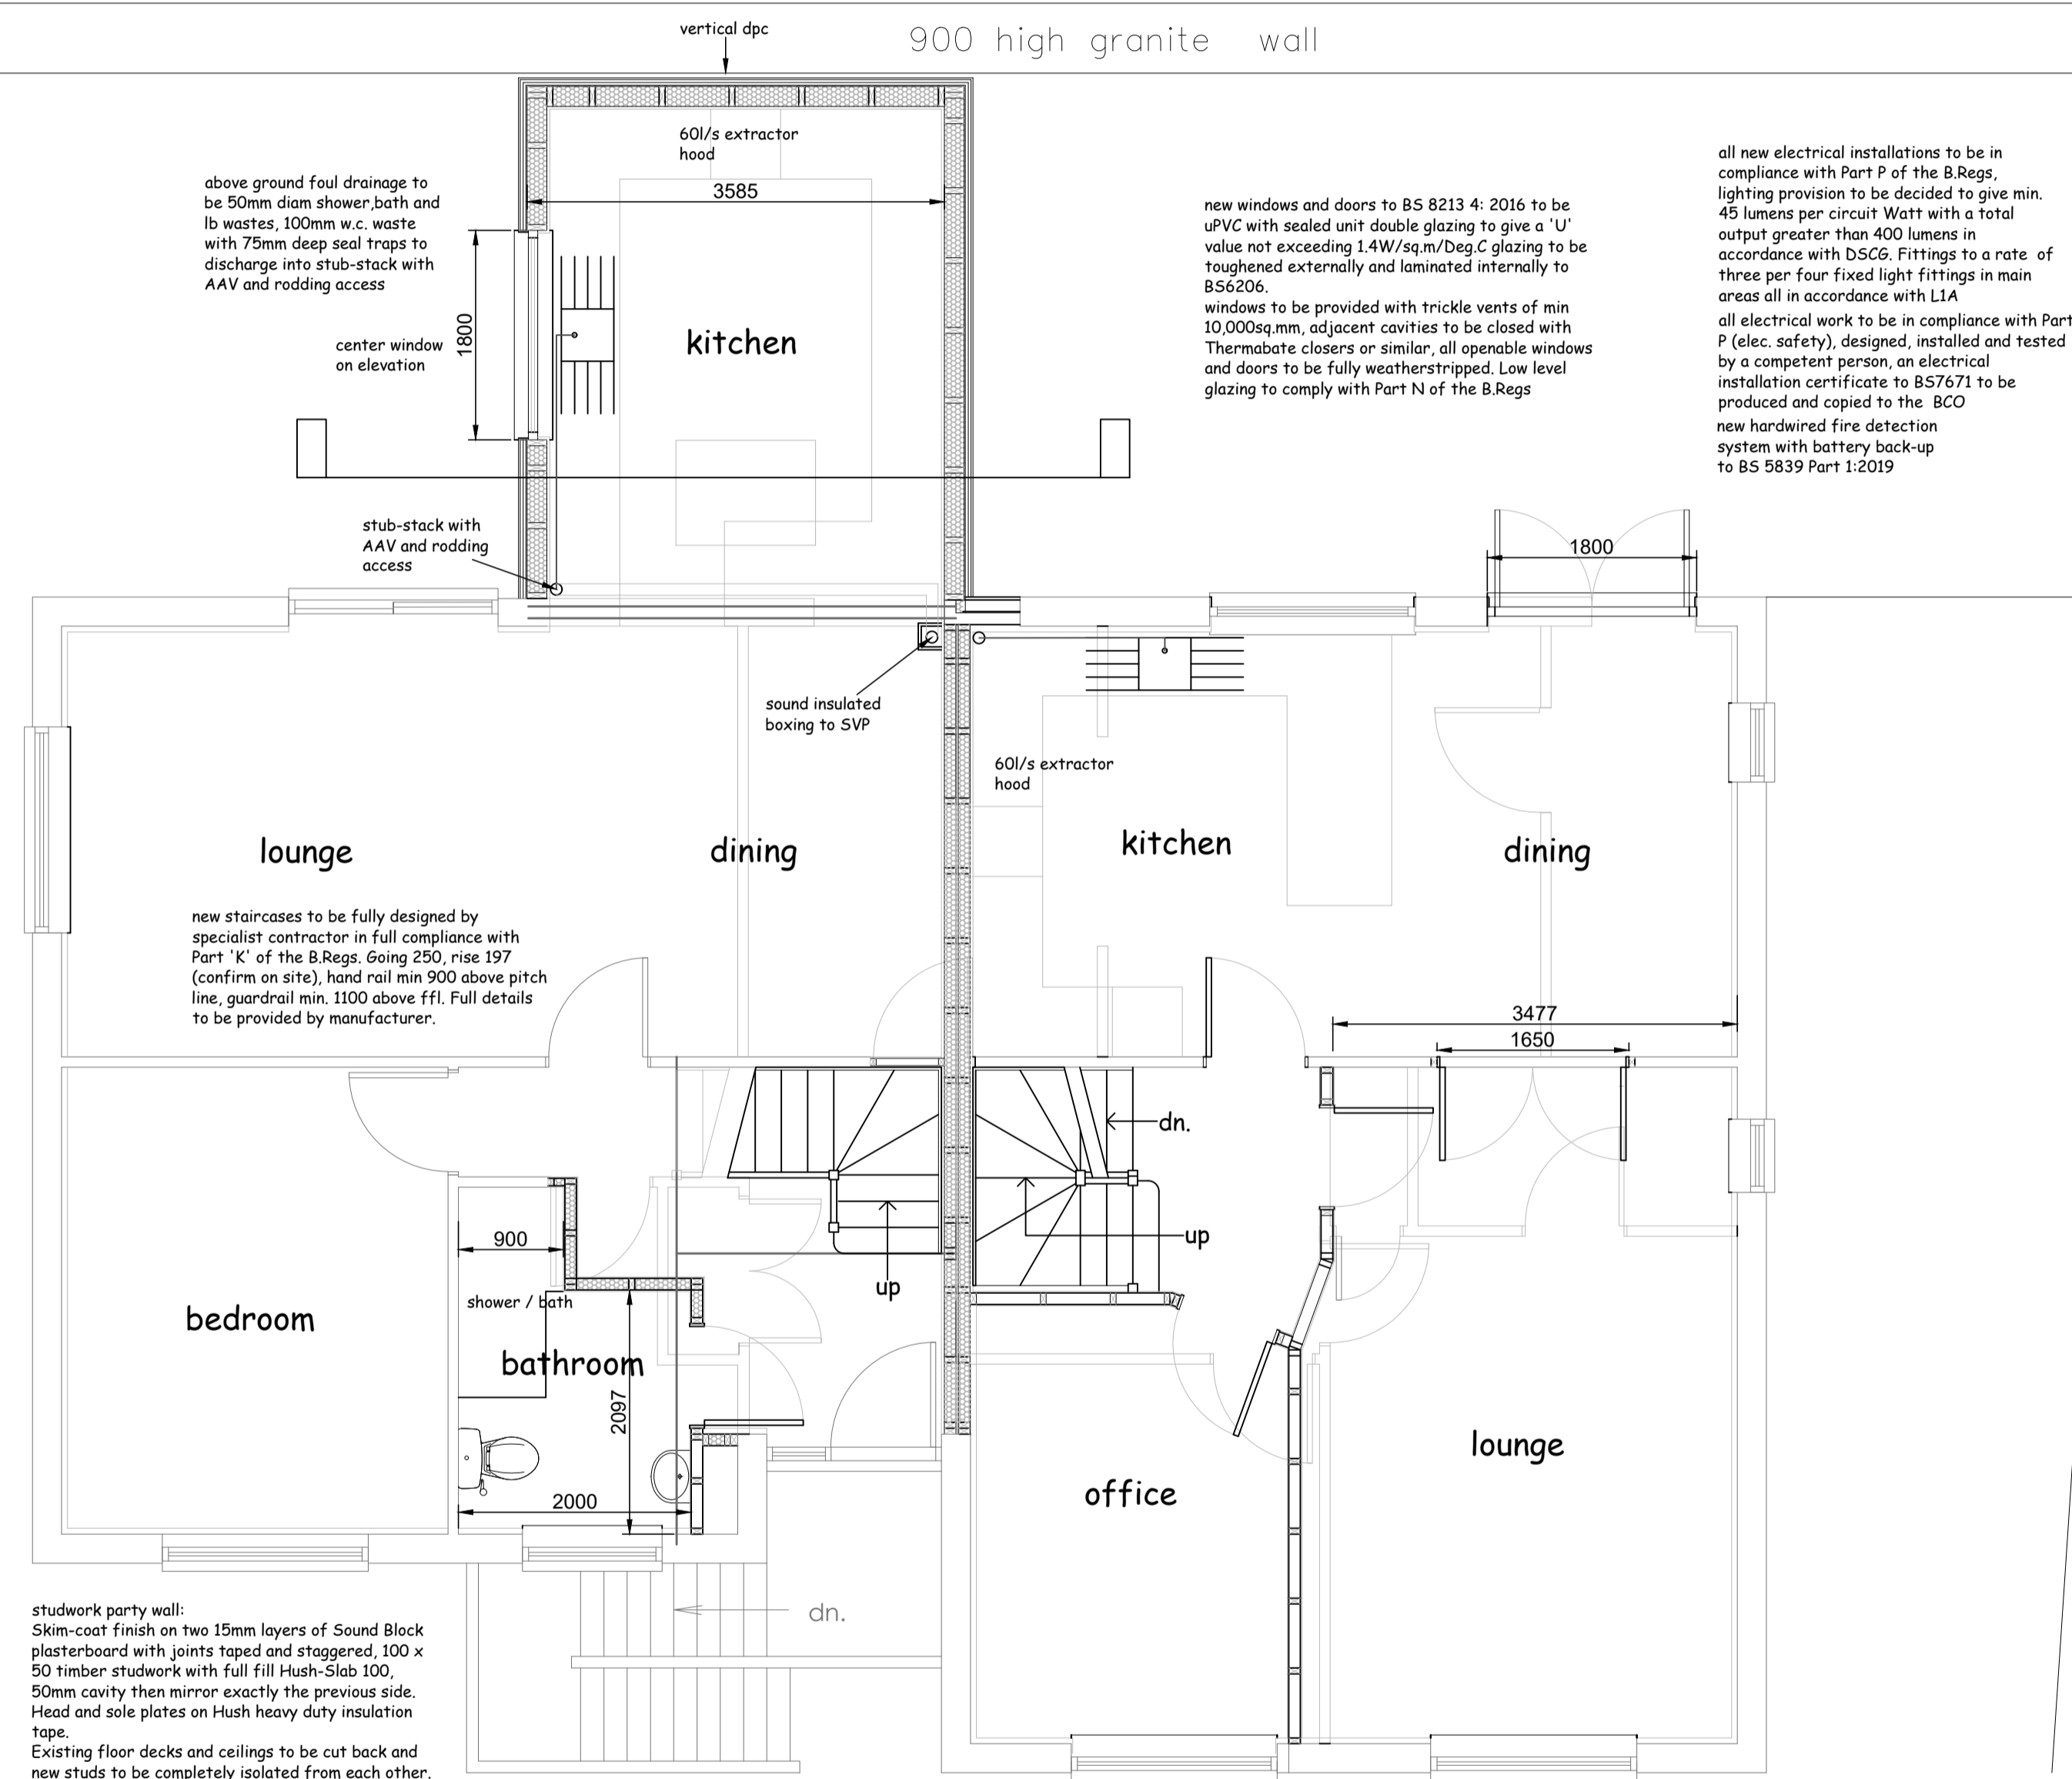 vertical dpc
900 high granite wall
60l/s extractor
hood
3585
above ground foul drainage to
be 50mm diam shower,bath and
lb wastes, 100mm w.c. waste
with 75mm deep seal traps to
discharge into stub-stack with
AAV and rodding access
center window
on elevation
1800
kitchen
new windows and doors to BS 8213 4: 2016 to be
uPVC with sealed unit double glazing to give a 'U'
value not exceeding 1.4W/sq.m/Deg.C glazing to be
toughened externally and laminated internally to
BS6206.
windows to be provided with trickle vents of min
10,000sq.mm, adjacent cavities to be closed with
Thermabate closers or similar, all openable windows
and doors to be fully weatherstripped. Low level
glazing to comply with Part N of the B.Regs
all new electrical installations to be in
compliance with Part P of the B.Regs,
lighting provision to be decided to give min.
45 lumens per circuit Watt with a total
output greater than 400 lumens in
accordance with DSCG. Fittings to a rate of
three per four fixed light fittings in main
areas all in accordance with L1A
all electrical work to be in compliance with Part
P (elec. safety), designed, installed and tested
by a competent person, an electrical
installation certificate to BS7671 to be
produced and copied to the BCO
new hardwired fire detection
system with battery back-up
to BS 5839 Part 1:2019
stub-stack with
AAV and rodding
access
1800
sound insulated
boxing to SVP
60l/s extractor
hood
lounge
dining
kitchen
dining
new staircases to be fully designed by
specialist contractor in full compliance with
Part 'K' of the B.Regs. Going 250, rise 197
(confirm on site), hand rail min 900 above pitch
line, guardrail min. 1100 above ffl. Full details
to be provided by manufacturer.
3477
1650
dn.
up
900
up
shower / bath
bedroom
bathroom
2097
2000
office
lounge
dn.
studwork party wall:
Skim-coat finish on two 15mm layers of Sound Block
plasterboard with joints taped and staggered, 100 x
50 timber studwork with full fill Hush-Slab 100,
50mm cavity then mirror exactly the previous side.
Head and sole plates on Hush heavy duty insulation
tape.
Existing floor decks and ceilings to be cut back and
new studs to be completely isolated from each other.